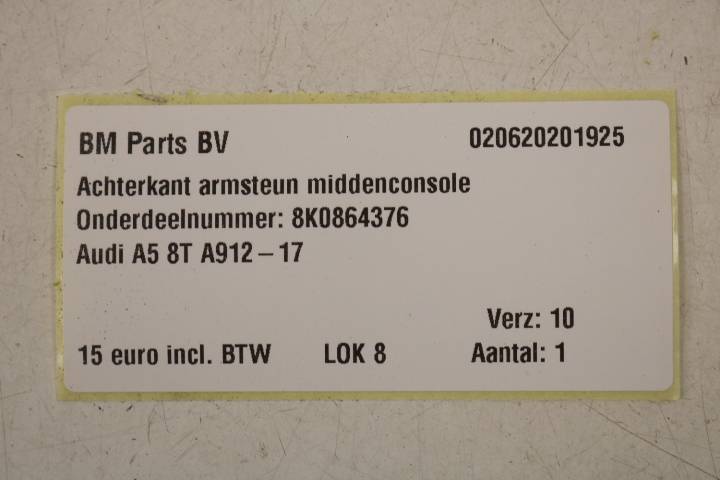 BM Parts BV 020620201925
Achterkant armsteun middenconsole
Onderdeelnummer: 8K0864376
Audi A5 8T A912 – 17
Verz: 10
15 euro incl. BTW LOK 8 Aantal: 1